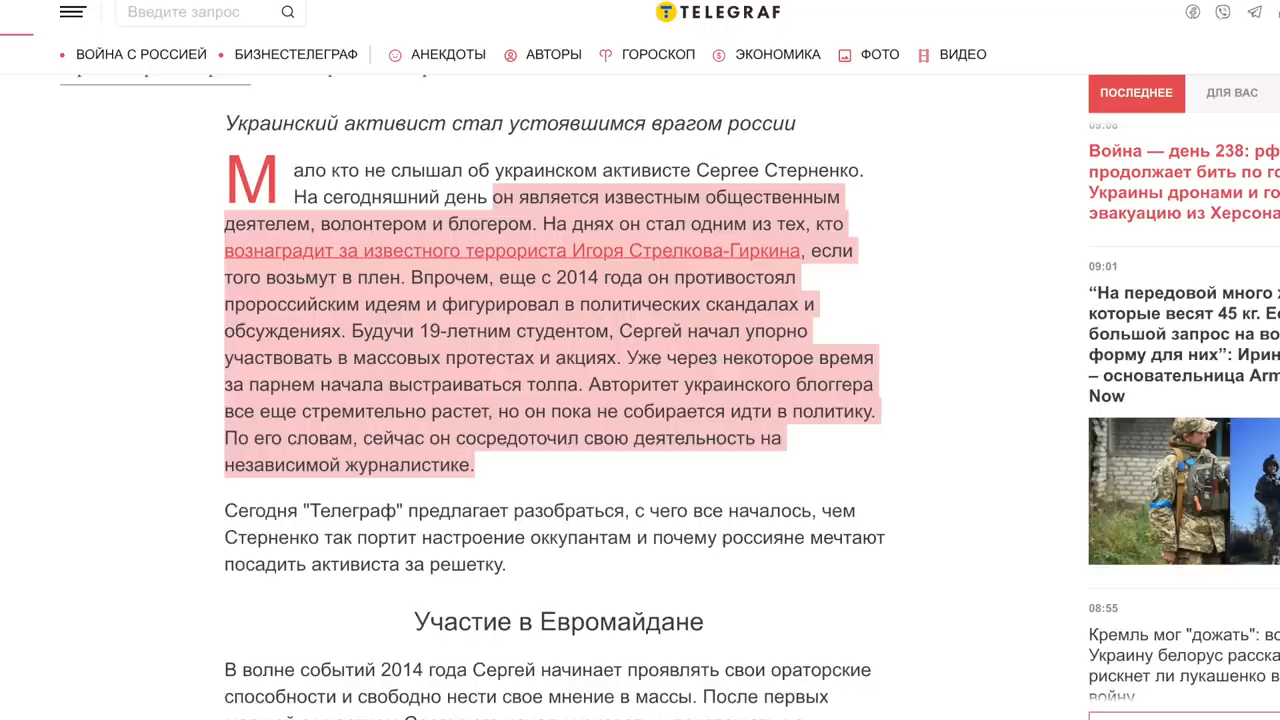 Введите запрос
TELEGRAF
ВОЙНА С РОССИЕЙ
БИЗНЕСТЕЛЕГРАФ
АНЕКДОТЫ
АВТОРЫ
ГОРОСКОП
ЭКОНОМИКА
ФОТО
ВИДЕО
Украинский активист стал устоявшимся врагом россии
Мало кто не слышал об украинском активисте Сергее Стерненко.
На сегодняшний день он является известным общественным
деятелем, волонтером и блогером. На днях он стал одним из тех, кто
вознаградит за известного террориста Игоря Стрелкова-Гиркина, если
того возьмут в плен. Впрочем, еще с 2014 года он противостоял
пророссийским идеям и фигурировал в политических скандалах и
обсуждениях. Будучи 19-летним студентом, Сергей начал упорно
участвовать в массовых протестах и акциях. Уже через некоторое время
за парнем начала выстраиваться толпа. Авторитет украинского блоггера
все еще стремительно растет, но он пока не собирается идти в политику.
По его словам, сейчас он сосредоточил свою деятельность на
независимой журналистике.
Сегодня "Телеграф" предлагает разобраться, с чего все началось, чем
Стерненко так портит настроение оккупантам и почему россияне мечтают
посадить активиста за решетку.
Участие в Евромайдане
В волне событий 2014 года Сергей начинает проявлять свои ораторские
способности и свободно нести свое мнение в массы. После первых
ПОСЛЕДНЕЕ
ДЛЯ ВАС
09:08
Война — день 238: рф
продолжает бить по го
Украины дронами и го
эвакуацию из Херсона
09:01
“На передовой много
которые весят 45 кг. Е
большой запрос на во
форму для них”: Ирин
– основательница Arm
Now
08:55
Кремль мог "дожать": вс
Украину белорус расска
рискнет ли лукашенко в
войну